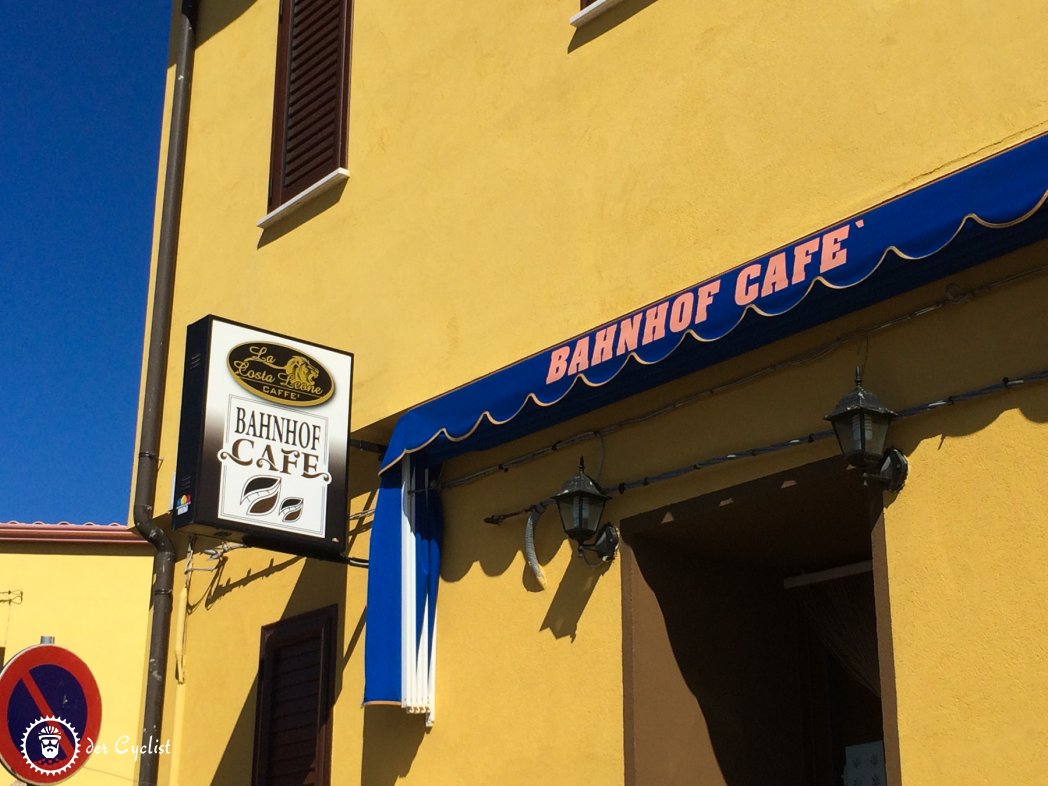 BAHNHOF CAFE`
La
Costa Leone
CAFFE'
BAHNHOF
CAFE
der Cyclist